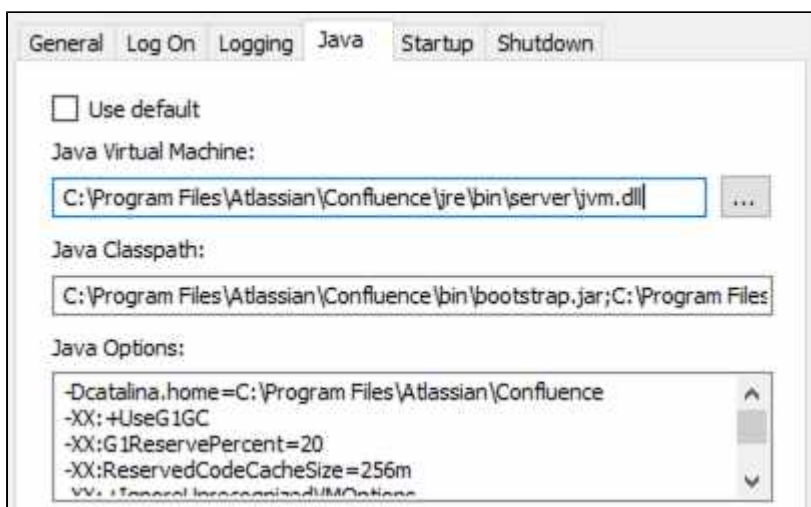 General Log On Logging Java Startup Shutdown
Use default
Java Virtual Machine:
C:\Program Files\Atlassian\Confluence\jre\bin\server\jvm.dll
...
Java Classpath:
C:\Program Files\Atlassian\Confluence\bin\bootstrap.jar;C:\Program Files
Java Options:
-Dcatalina.home=C:\Program Files\Atlassian\Confluence
-XX:+UseG1GC
-XX:G1ReservePercent=20
-XX:ReservedCodeCacheSize=256m
-XX:+IgnoreUnrecognizedVMOptions